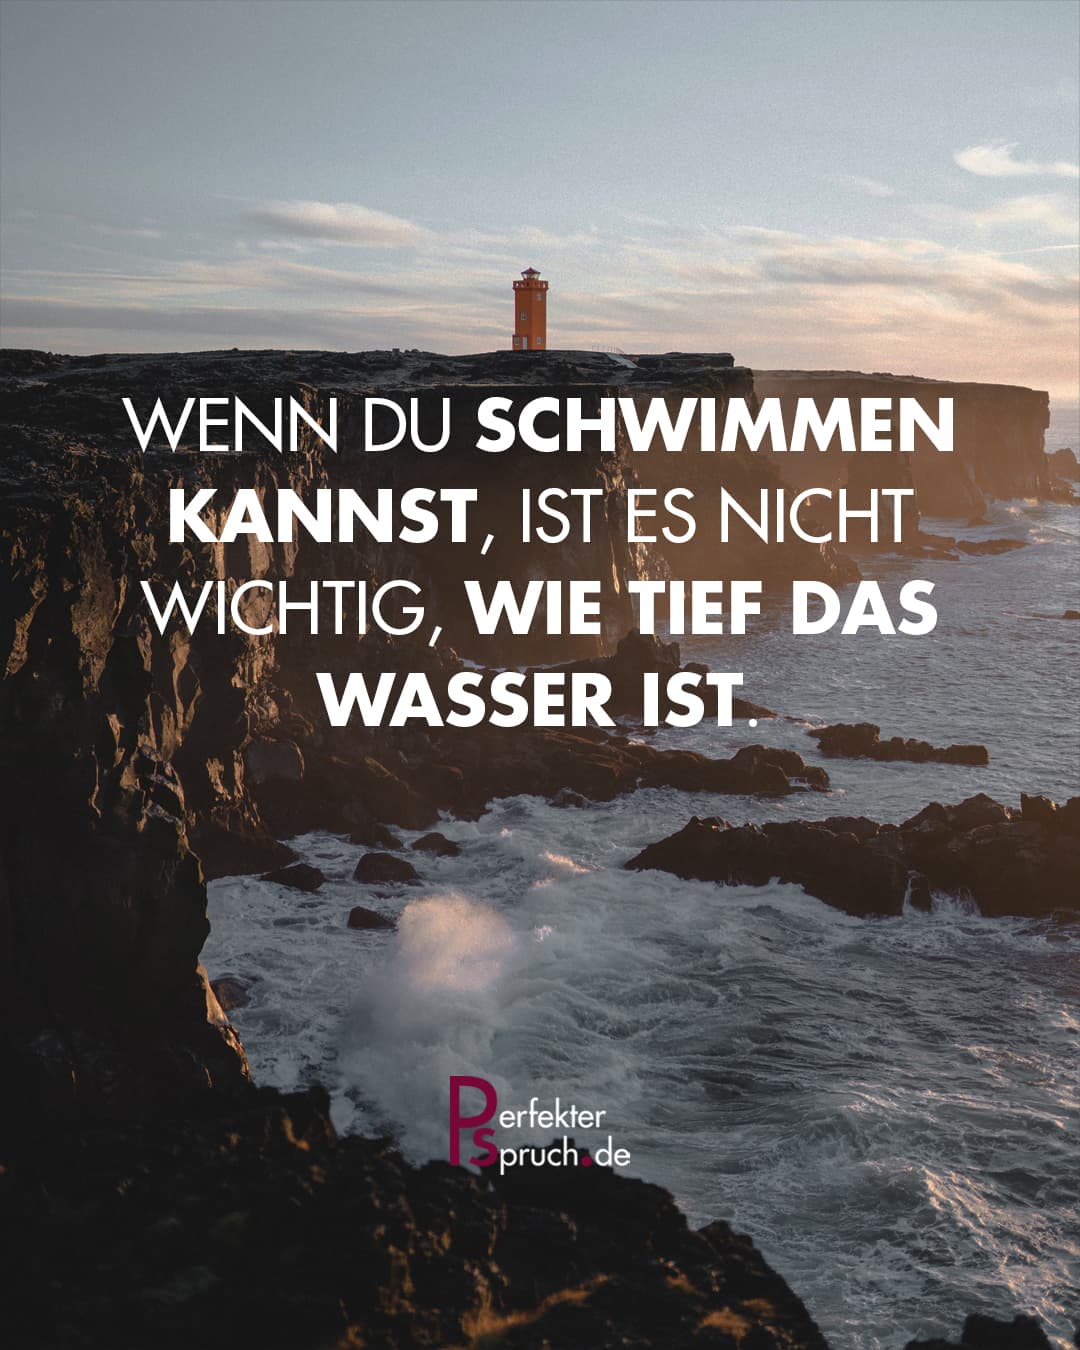 WENN DU SCHWIMMEN
KANNST, IST ES NICHT
WICHTIG, WIE TIEF DAS
WASSER IST.
Perfekter
Spruch.de